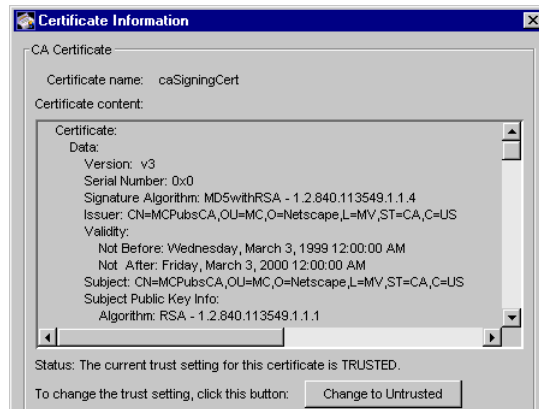 Certificate Information
CA Certificate
Certificate name: caSigningCert
Certificate content:
Certificate:
Data:
Version: v3
Serial Number: 0x0
Signature Algorithm: MD5withRSA - 1.2.840.113549.1.1.4
Issuer: CN=MCPubsCA,OU=MC,O=Netscape,L=MV,ST=CA,C=US
Validity:
Not Before: Wednesday, March 3, 1999 12:00:00 AM
Not After: Friday, March 3, 2000 12:00:00 AM
Subject: CN=MCPubsCA,OU=MC,O=Netscape,L=MV,ST=CA,C=US
Subject Public Key Info:
Algorithm: RSA - 1.2.840.113549.1.1.1
Status: The current trust setting for this certificate is TRUSTED.
To change the trust setting, click this button: Change to Untrusted